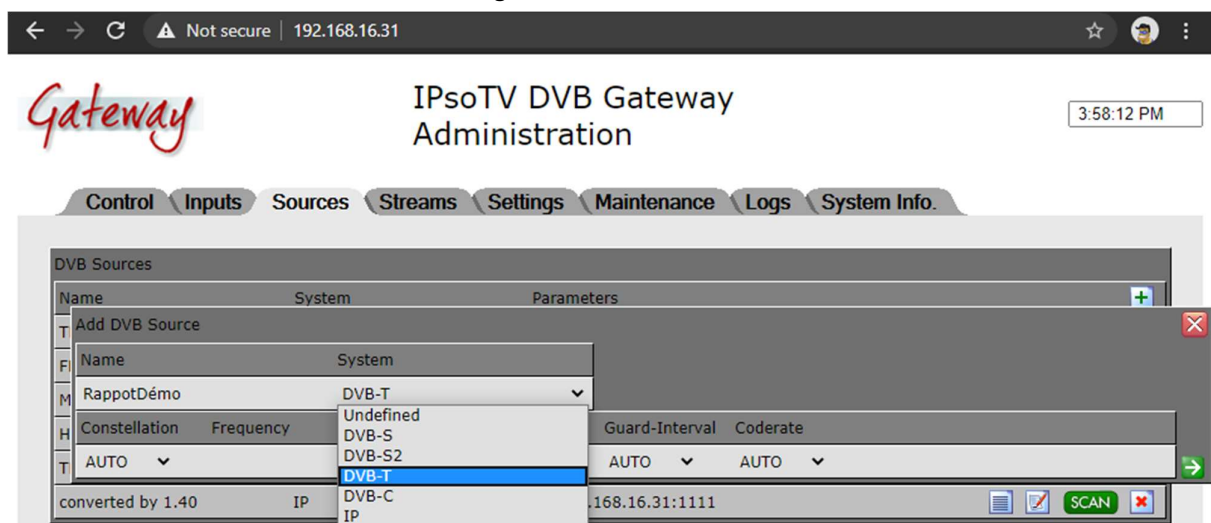 Not secure | 192.168.16.31
Gateway
IPsoTV DVB Gateway
Administration
3:58:12 PM
Control Inputs Sources Streams Settings Maintenance Logs System Info.
DVB Sources
Name System Parameters
Add DVB Source
Name System
RappotDémo DVB-T
Undefined
DVB-S
DVB-S2
DVB-T
DVB-C
IP
Constellation Frequency Guard-Interval Coderate
AUTO AUTO AUTO
converted by 1.40 IP .168.16.31:1111 SCAN